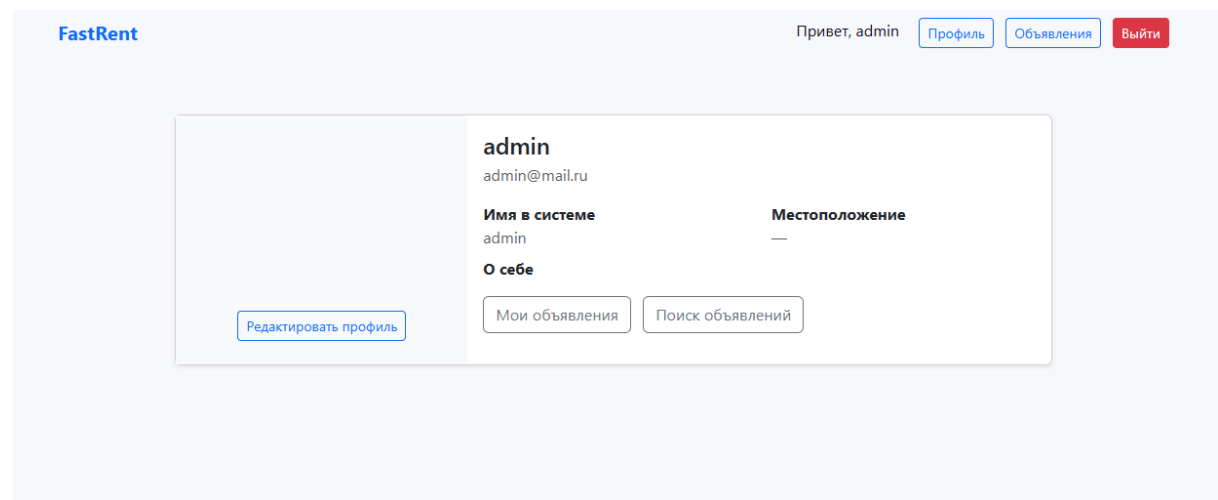 FastRent
Привет, admin Профиль Объявления Выйти
admin
admin@mail.ru
Имя в системе Местоположение
admin —
О себе
Мои объявления Поиск объявлений
Редактировать профиль